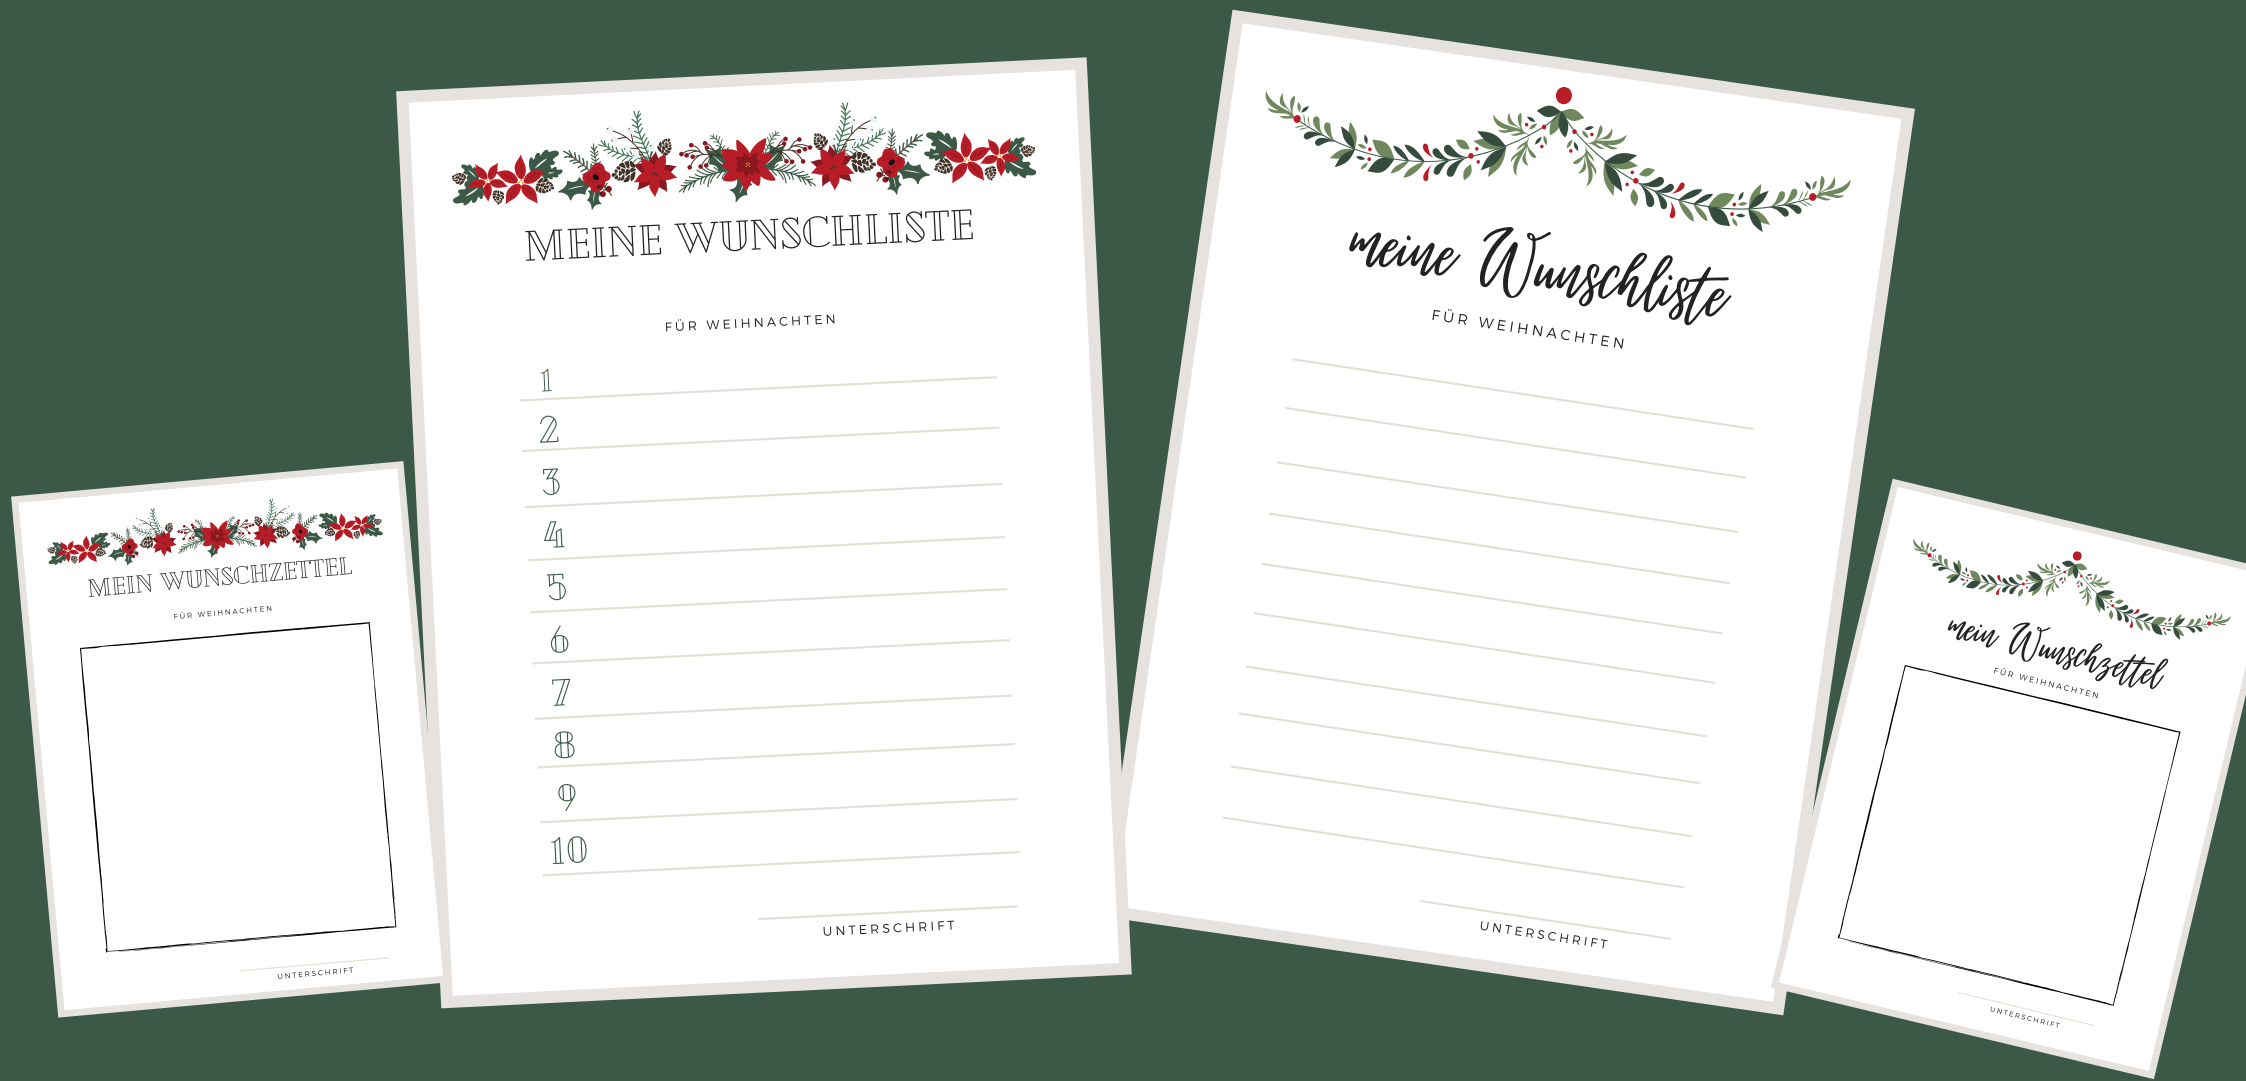 MEIN WUNSCHZETTEL
FÜR WEIHNACHTEN
UNTERSCHRIFT
MEINE WUNSCHLISTE
FÜR WEIHNACHTEN
1
2
3
4
5
6
7
8
9
10
UNTERSCHRIFT
meine Wunschliste
FÜR WEIHNACHTEN
UNTERSCHRIFT
mein Wunschzettel
FÜR WEIHNACHTEN
UNTERSCHRIFT